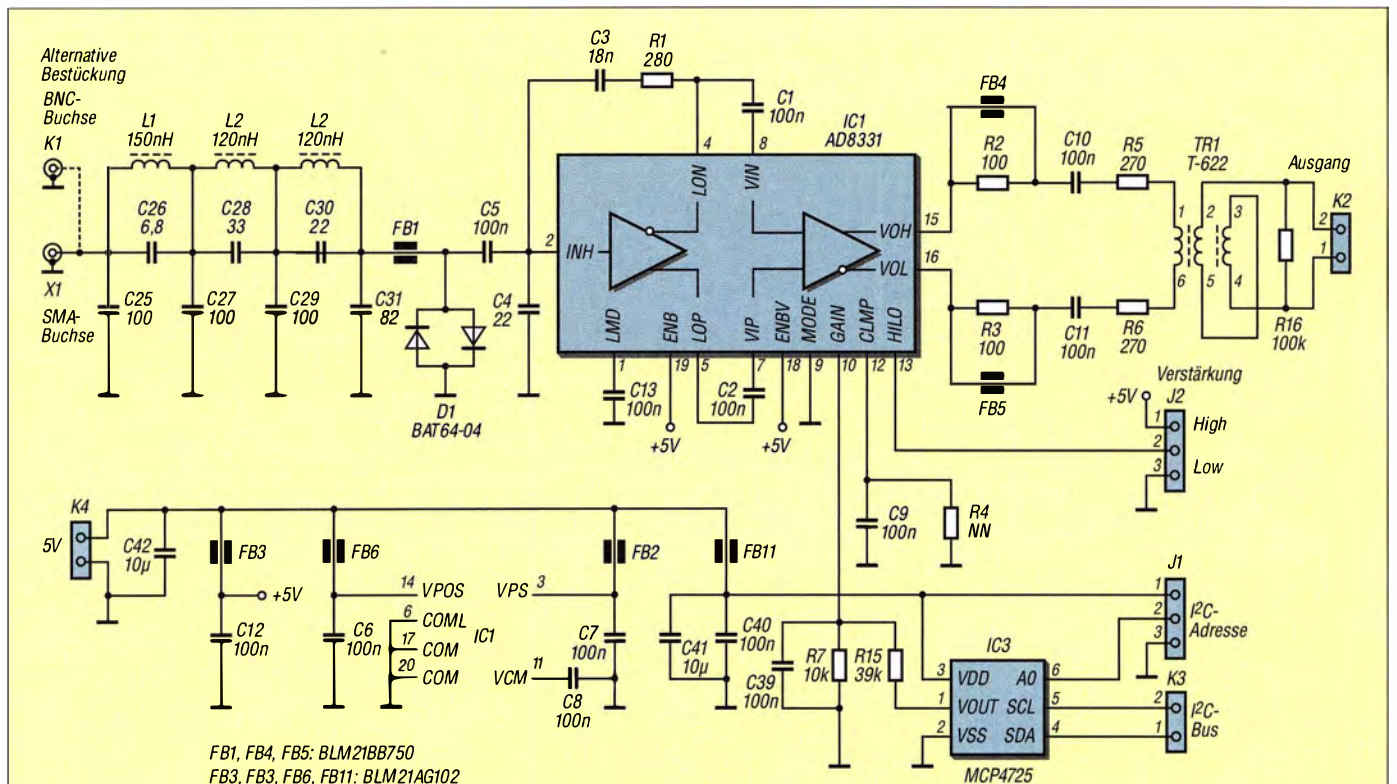 Alternative
Bestückung
BNC-
Buchse
K1
X1
SMA-
Buchse
L1
150nH
L2
120nH
L2
120nH
C26
6,8
C28
33
C30
22
C25
100
C27
100
C29
100
C31
82
FB1
D1
BAT64-04
C5
100n
C4
22
C3
18n
R1
280
C1
100n
IC1
AD8331
4
8
2
INH
LON
VIN
VOH
VOL
15
16
LMD
ENB
LOP
VIP
ENBV
MODE
GAIN
CLMP
HILO
1
19
5
7
18
9
10
12
13
C13
100n
+5V
C2
100n
+5V
FB4
R2
100
C10
100n
R5
270
TR1
T-622
1
2
3
6
5
4
Ausgang
K2
2
1
R16
100k
R3
100
C11
100n
R6
270
FB5
Verstärkung
+5V
J2
1
High
2
3
Low
C9
100n
R4
NN
K4
5V
C42
10µ
FB3
+5V
C12
100n
FB6
C6
100n
14
VPOS
6
COML
17
COM
20
COM
IC1
VPS
3
VCM
11
C8
100n
FB2
C7
100n
FB11
C41
10µ
C40
100n
C39
100n
R7
10k
R15
39k
IC3
3
VDD
A0
6
1
VOUT
SCL
5
2
VSS
SDA
4
MCP4725
J1
1
2
3
I²C-
Adresse
K3
2
1
I²C-
Bus
FB1, FB4, FB5: BLM21BB750
FB3, FB3, FB6, FB11: BLM21AG102